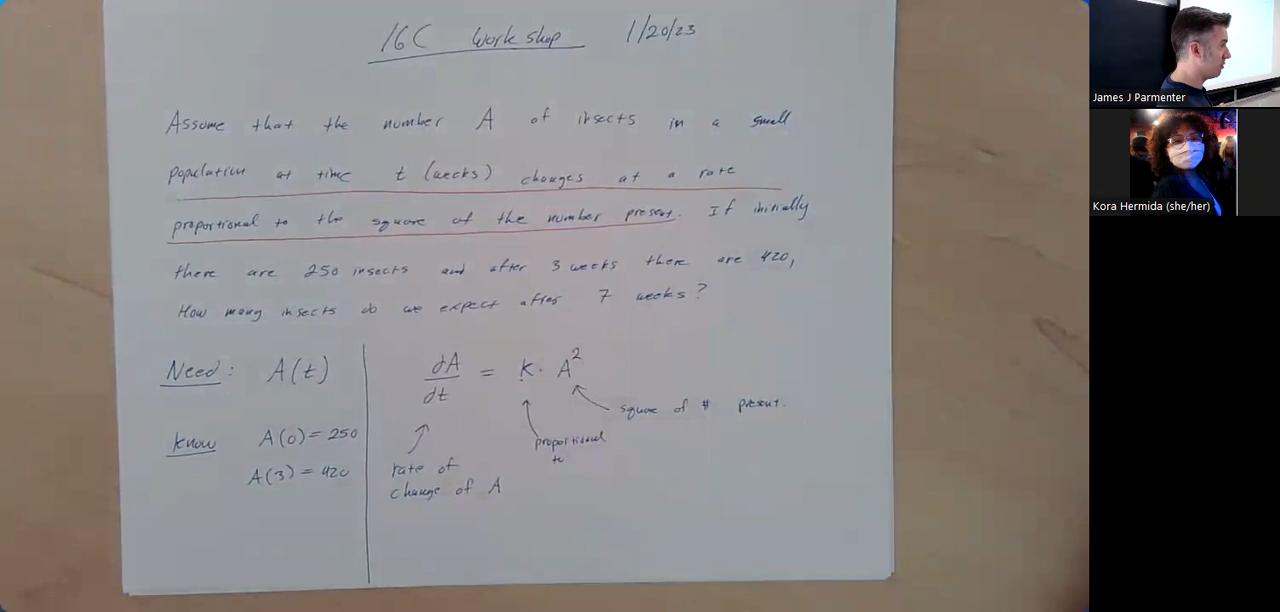 16C Workshop 1/20/23
Assume that the number A of insects in a small
population at time t (weeks) changes at a rate
proportional to the square of the number present. If initially
there are 250 insects and after 3 weeks there are 420,
How many insects do we expect after 7 weeks?
Need: A(t)
dA/dt = k · A²
square of # present.
proportional
to
Know A(0) = 250
A(3) = 420
rate of
change of A
James J Parmenter
Kora Hermida (she/her)